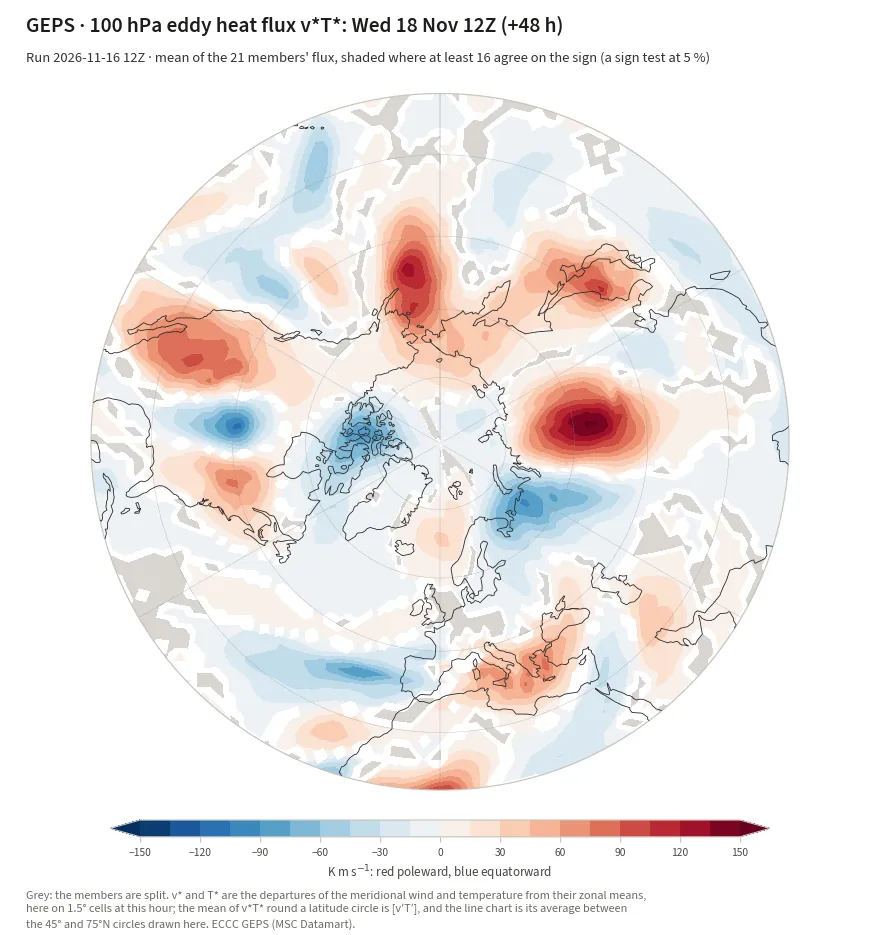 GEPS · 100 hPa eddy heat flux v*T*: Wed 18 Nov 12Z (+48 h)
Run 2026-11-16 12Z · mean of the 21 members' flux, shaded where at least 16 agree on the sign (a sign test at 5 %)
−150 −120 −90 −60 −30 0 30 60 90 120 150
K m s⁻¹: red poleward, blue equatorward
Grey: the members are split. v* and T* are the departures of the meridional wind and temperature from their zonal means,
here on 1.5° cells at this hour; the mean of v*T* round a latitude circle is [v'T'], and the line chart is its average between
the 45° and 75°N circles drawn here. ECCC GEPS (MSC Datamart).